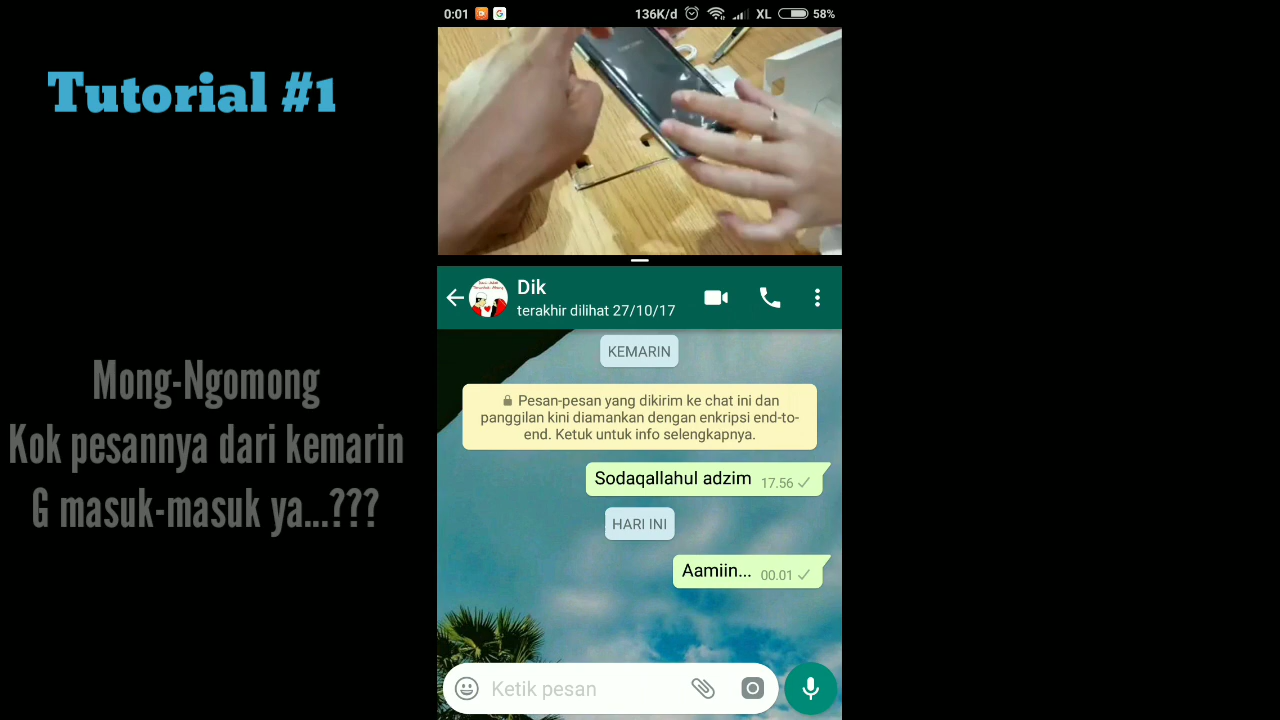 Tutorial #1
Mong-Ngomong
Kok pesannya dari kemarin
G masuk-masuk ya...???
0:01
136K/d
XL
58%
Dik
terakhir dilihat 27/10/17
KEMARIN
Pesan-pesan yang dikirim ke chat ini dan
panggilan kini diamankan dengan enkripsi end-to-
end. Ketuk untuk info selengkapnya.
Sodaqallahul adzim 17.56
HARI INI
Aamiin... 00.01
Ketik pesan